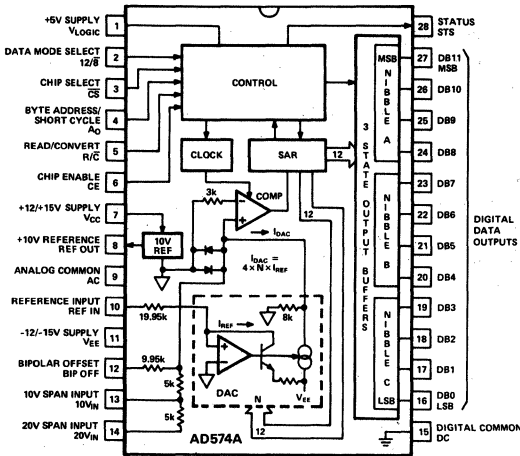 +5V SUPPLY
VLOGIC
1
DATA MODE SELECT
12/8
2
CHIP SELECT
CS
3
BYTE ADDRESS/
SHORT CYCLE
A0
4
READ/CONVERT
R/C
5
CHIP ENABLE
CE
6
+12/+15V SUPPLY
VCC
7
+10V REFERENCE
REF OUT
8
ANALOG COMMON
AC
9
REFERENCE INPUT
REF IN
10
-12/-15V SUPPLY
VEE
11
BIPOLAR OFFSET
BIP OFF
12
10V SPAN INPUT
10VIN
13
20V SPAN INPUT
20VIN
14
CONTROL
CLOCK
SAR
12
3k
COMP
12
10V
REF
IDAC
IDAC =
4 × N × IREF
19.95k
IREF
8k
9.95k
5k
5k
DAC
N
VEE
12
AD574A
3 STATE OUTPUT BUFFERS
MSB
NIBBLE A
NIBBLE B
NIBBLE C
LSB
28
STATUS
STS
27
DB11
MSB
26
DB10
25
DB9
24
DB8
23
DB7
22
DB6
21
DB5
20
DB4
19
DB3
18
DB2
17
DB1
16
DB0
LSB
15
DIGITAL COMMON
DC
DIGITAL
DATA
OUTPUTS